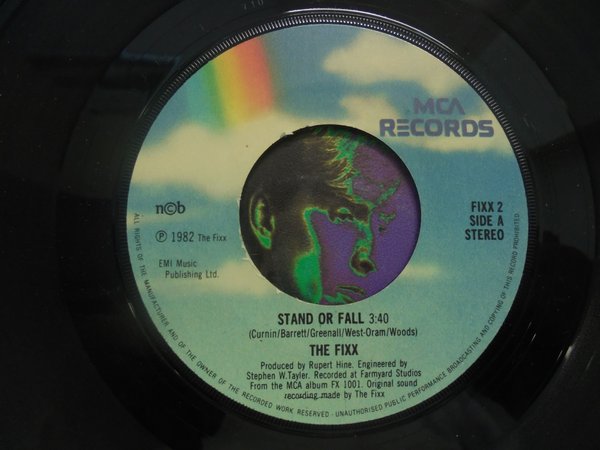 MCA
RECORDS
ncb
FIXX 2
SIDE A
STEREO
℗ 1982 The Fixx
EMI Music
Publishing Ltd.
STAND OR FALL 3:40
(Curnin/Barrett/Greenall/West-Oram/Woods)
THE FIXX
Produced by Rupert Hine. Engineered by
Stephen W.Tayler. Recorded at Farmyard Studios
From the MCA album FX 1001. Original sound
recording made by The Fixx
ALL RIGHTS OF THE MANUFACTURER AND OF THE OWNER OF THE RECORDED WORK RESERVED - UNAUTHORISED PUBLIC PERFORMANCE BROADCASTING AND COPYING OF THIS RECORD PROHIBITED.